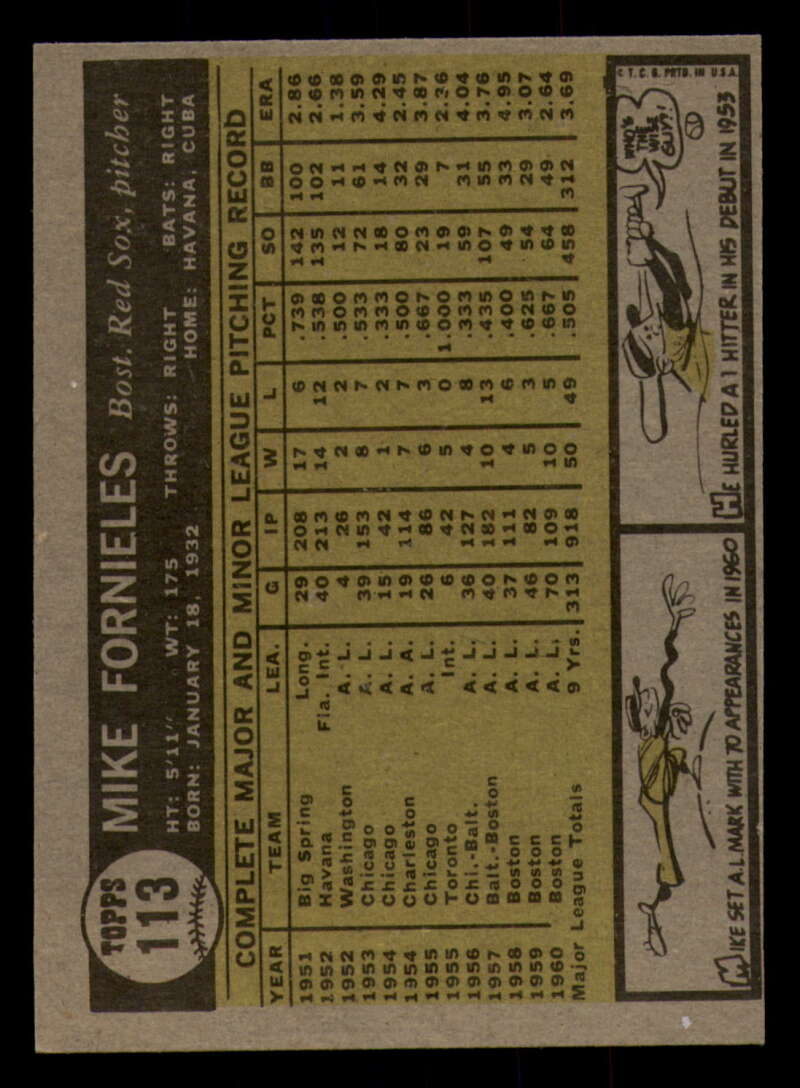 TOPPS
113
MIKE FORNIELES Bost. Red Sox, pitcher
HT: 5'11" WT: 175 THROWS: RIGHT BATS: RIGHT
BORN: JANUARY 18, 1932 HOME: HAVANA, CUBA
COMPLETE MAJOR AND MINOR LEAGUE PITCHING RECORD
YEAR TEAM LEA. G IP W L PCT SO BB ERA
1951 Big Spring Long. 29 208 17 6 .739 142 100 2.86
1952 Havana Fla. Int. 40 213 14 12 .538 135 102 2.66
1952 Washington A. L. 4 26 2 2 .500 12 11 1.38
1953 Chicago A. L. 39 153 8 7 .533 72 61 3.59
1954 Chicago A. L. 15 42 1 2 .333 18 14 4.29
1954 Charleston A. A. 19 114 7 7 .500 80 32 2.45
1955 Chicago A. L. 26 86 6 3 .667 23 29 3.87
1955 Toronto Int. 6 42 5 0 1.000 19 7 2.36
1956 Chi.-Balt. A. L. 36 127 4 8 .333 59 31 4.04
1957 Balt.-Boston A. L. 40 182 10 13 .435 107 55 3.76
1958 Boston A. L. 37 111 4 6 .400 49 33 4.95
1959 Boston A. L. 46 82 5 3 .625 54 29 3.07
1960 Boston A. L. 70 109 10 5 .667 64 49 2.64
Major League Totals 9 Yrs. 313 918 50 49 .505 458 312 3.69
MIKE SET A.L MARK WITH 70 APPEARANCES IN 1960
WHO'S
THE
WISE
GUY?!
HE HURLED A 1 HITTER IN HIS DEBUT IN 1953
© T. C. G. PRTD. IN U S A.